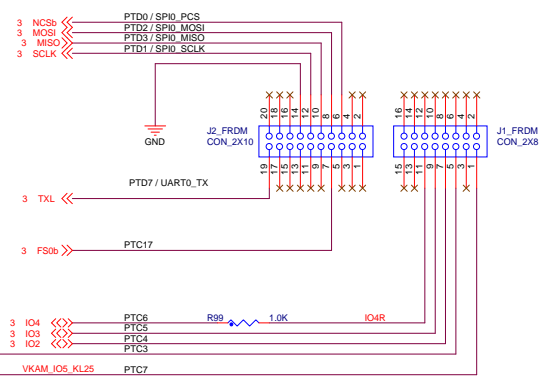 3 NCSb PTD0 / SPI0_PCS
3 MOSI PTD2 / SPI0_MOSI
3 MISO PTD3 / SPI0_MISO
3 SCLK PTD1 / SPI0_SCLK
20 18 16 14 12 10 8 6 4 2
16 14 12 10 8 6 4 2
GND
J2_FRDM
CON_2X10
J1_FRDM
CON_2X8
19 17 15 13 11 9 7 5 3 1
15 13 11 9 7 5 3 1
PTD7 / UART0_TX
3 TXL
3 FS0b PTC17
3 IO4 PTC6 R99 1.0K IO4R
3 IO3 PTC5
3 IO2 PTC4
PTC3
VKAM_IO5_KL25 PTC7